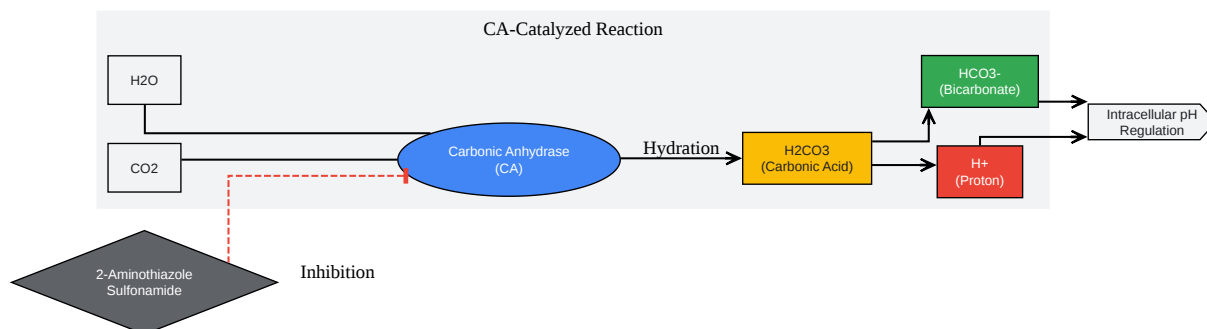 CA-Catalyzed Reaction
H2O
CO2
Carbonic Anhydrase
(CA)
Hydration
H2CO3
(Carbonic Acid)
HCO3-
(Bicarbonate)
H+
(Proton)
Intracellular pH
Regulation
2-Aminothiazole
Sulfonamide
Inhibition